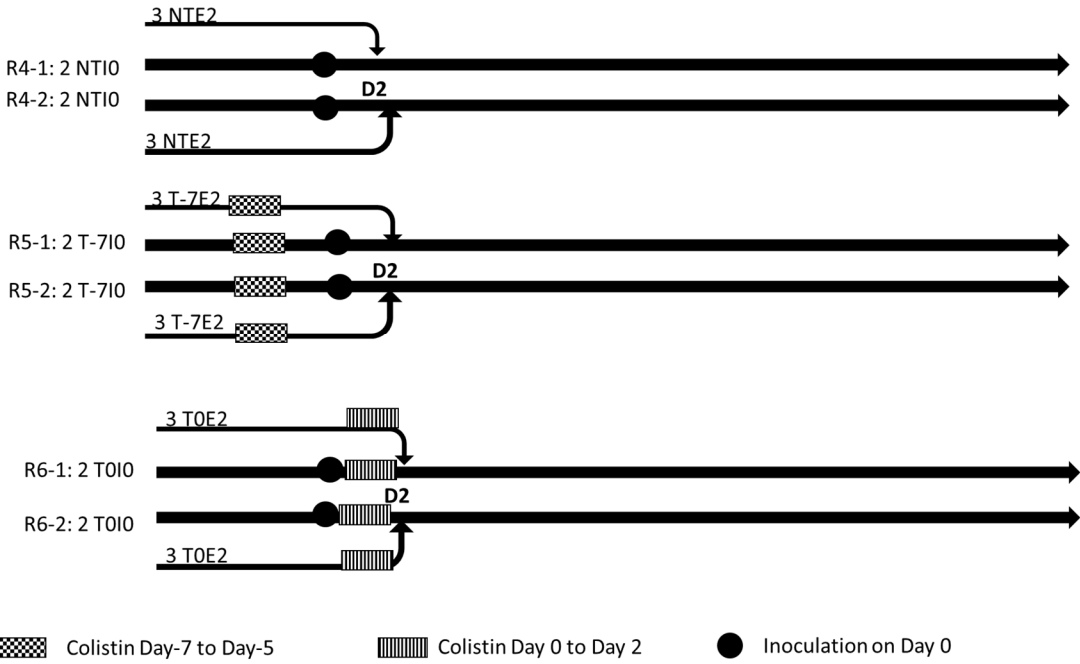 3 NTE2
R4-1: 2 NTI0
R4-2: 2 NTI0
D2
3 NTE2
3 T-7E2
R5-1: 2 T-7I0
D2
R5-2: 2 T-7I0
3 T-7E2
3 T0E2
R6-1: 2 T0I0
D2
R6-2: 2 T0I0
3 T0E2
Colistin Day-7 to Day-5 Colistin Day 0 to Day 2 Inoculation on Day 0